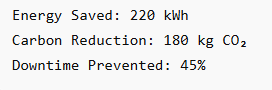 Energy Saved: 220 kWh
Carbon Reduction: 180 kg CO₂
Downtime Prevented: 45%